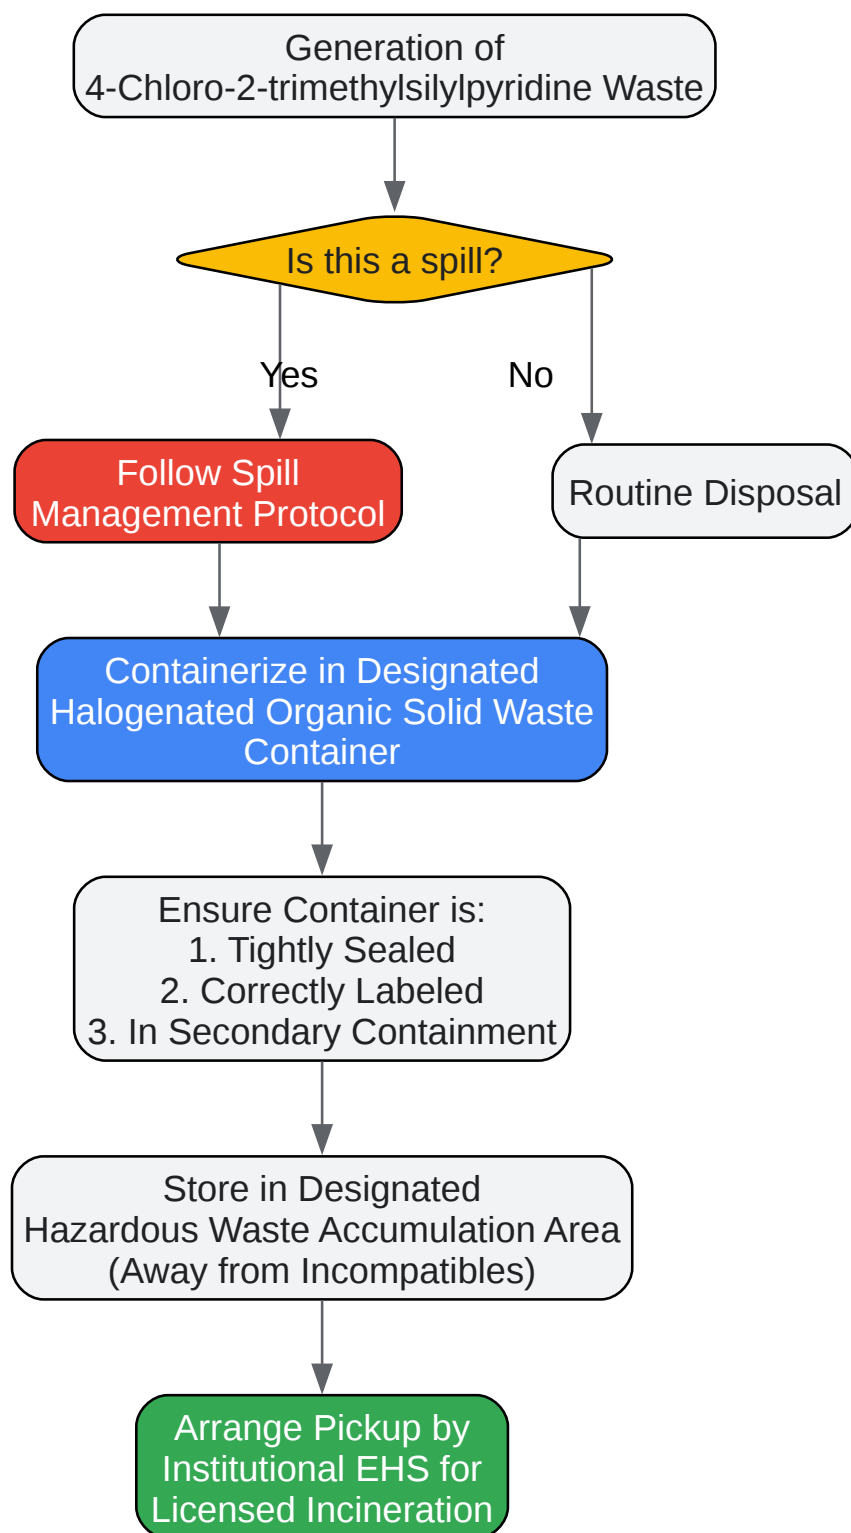 Generation of
4-Chloro-2-trimethylsilylpyridine Waste
Is this a spill?
Yes
No
Follow Spill
Management Protocol
Routine Disposal
Containerize in Designated
Halogenated Organic Solid Waste
Container
Ensure Container is:
1. Tightly Sealed
2. Correctly Labeled
3. In Secondary Containment
Store in Designated
Hazardous Waste Accumulation Area
(Away from Incompatibles)
Arrange Pickup by
Institutional EHS for
Licensed Incineration